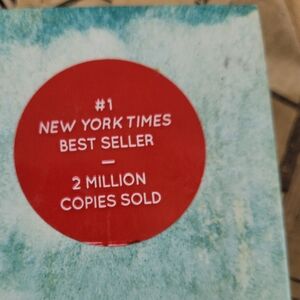 #1
NEW YORK TIMES
BEST SELLER
—
2 MILLION
COPIES SOLD